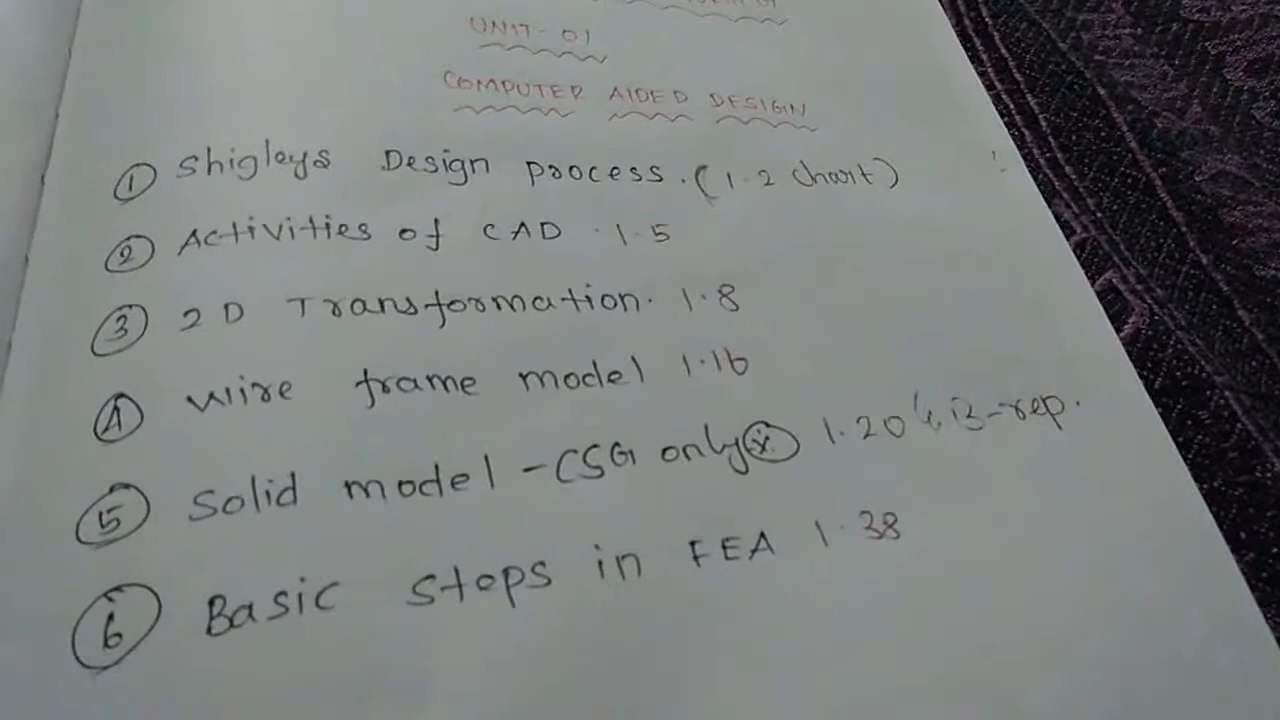 UNIT-01
COMPUTER AIDED DESIGN
① Shigleys Design process. (1.2 chart)
② Activities of CAD . 1.5
③ 2D Transformation. 1.8
④ Wire frame model 1.16
⑤ Solid model - CSG only 1.20 & B-rep.
⑥ Basic steps in FEA 1.38